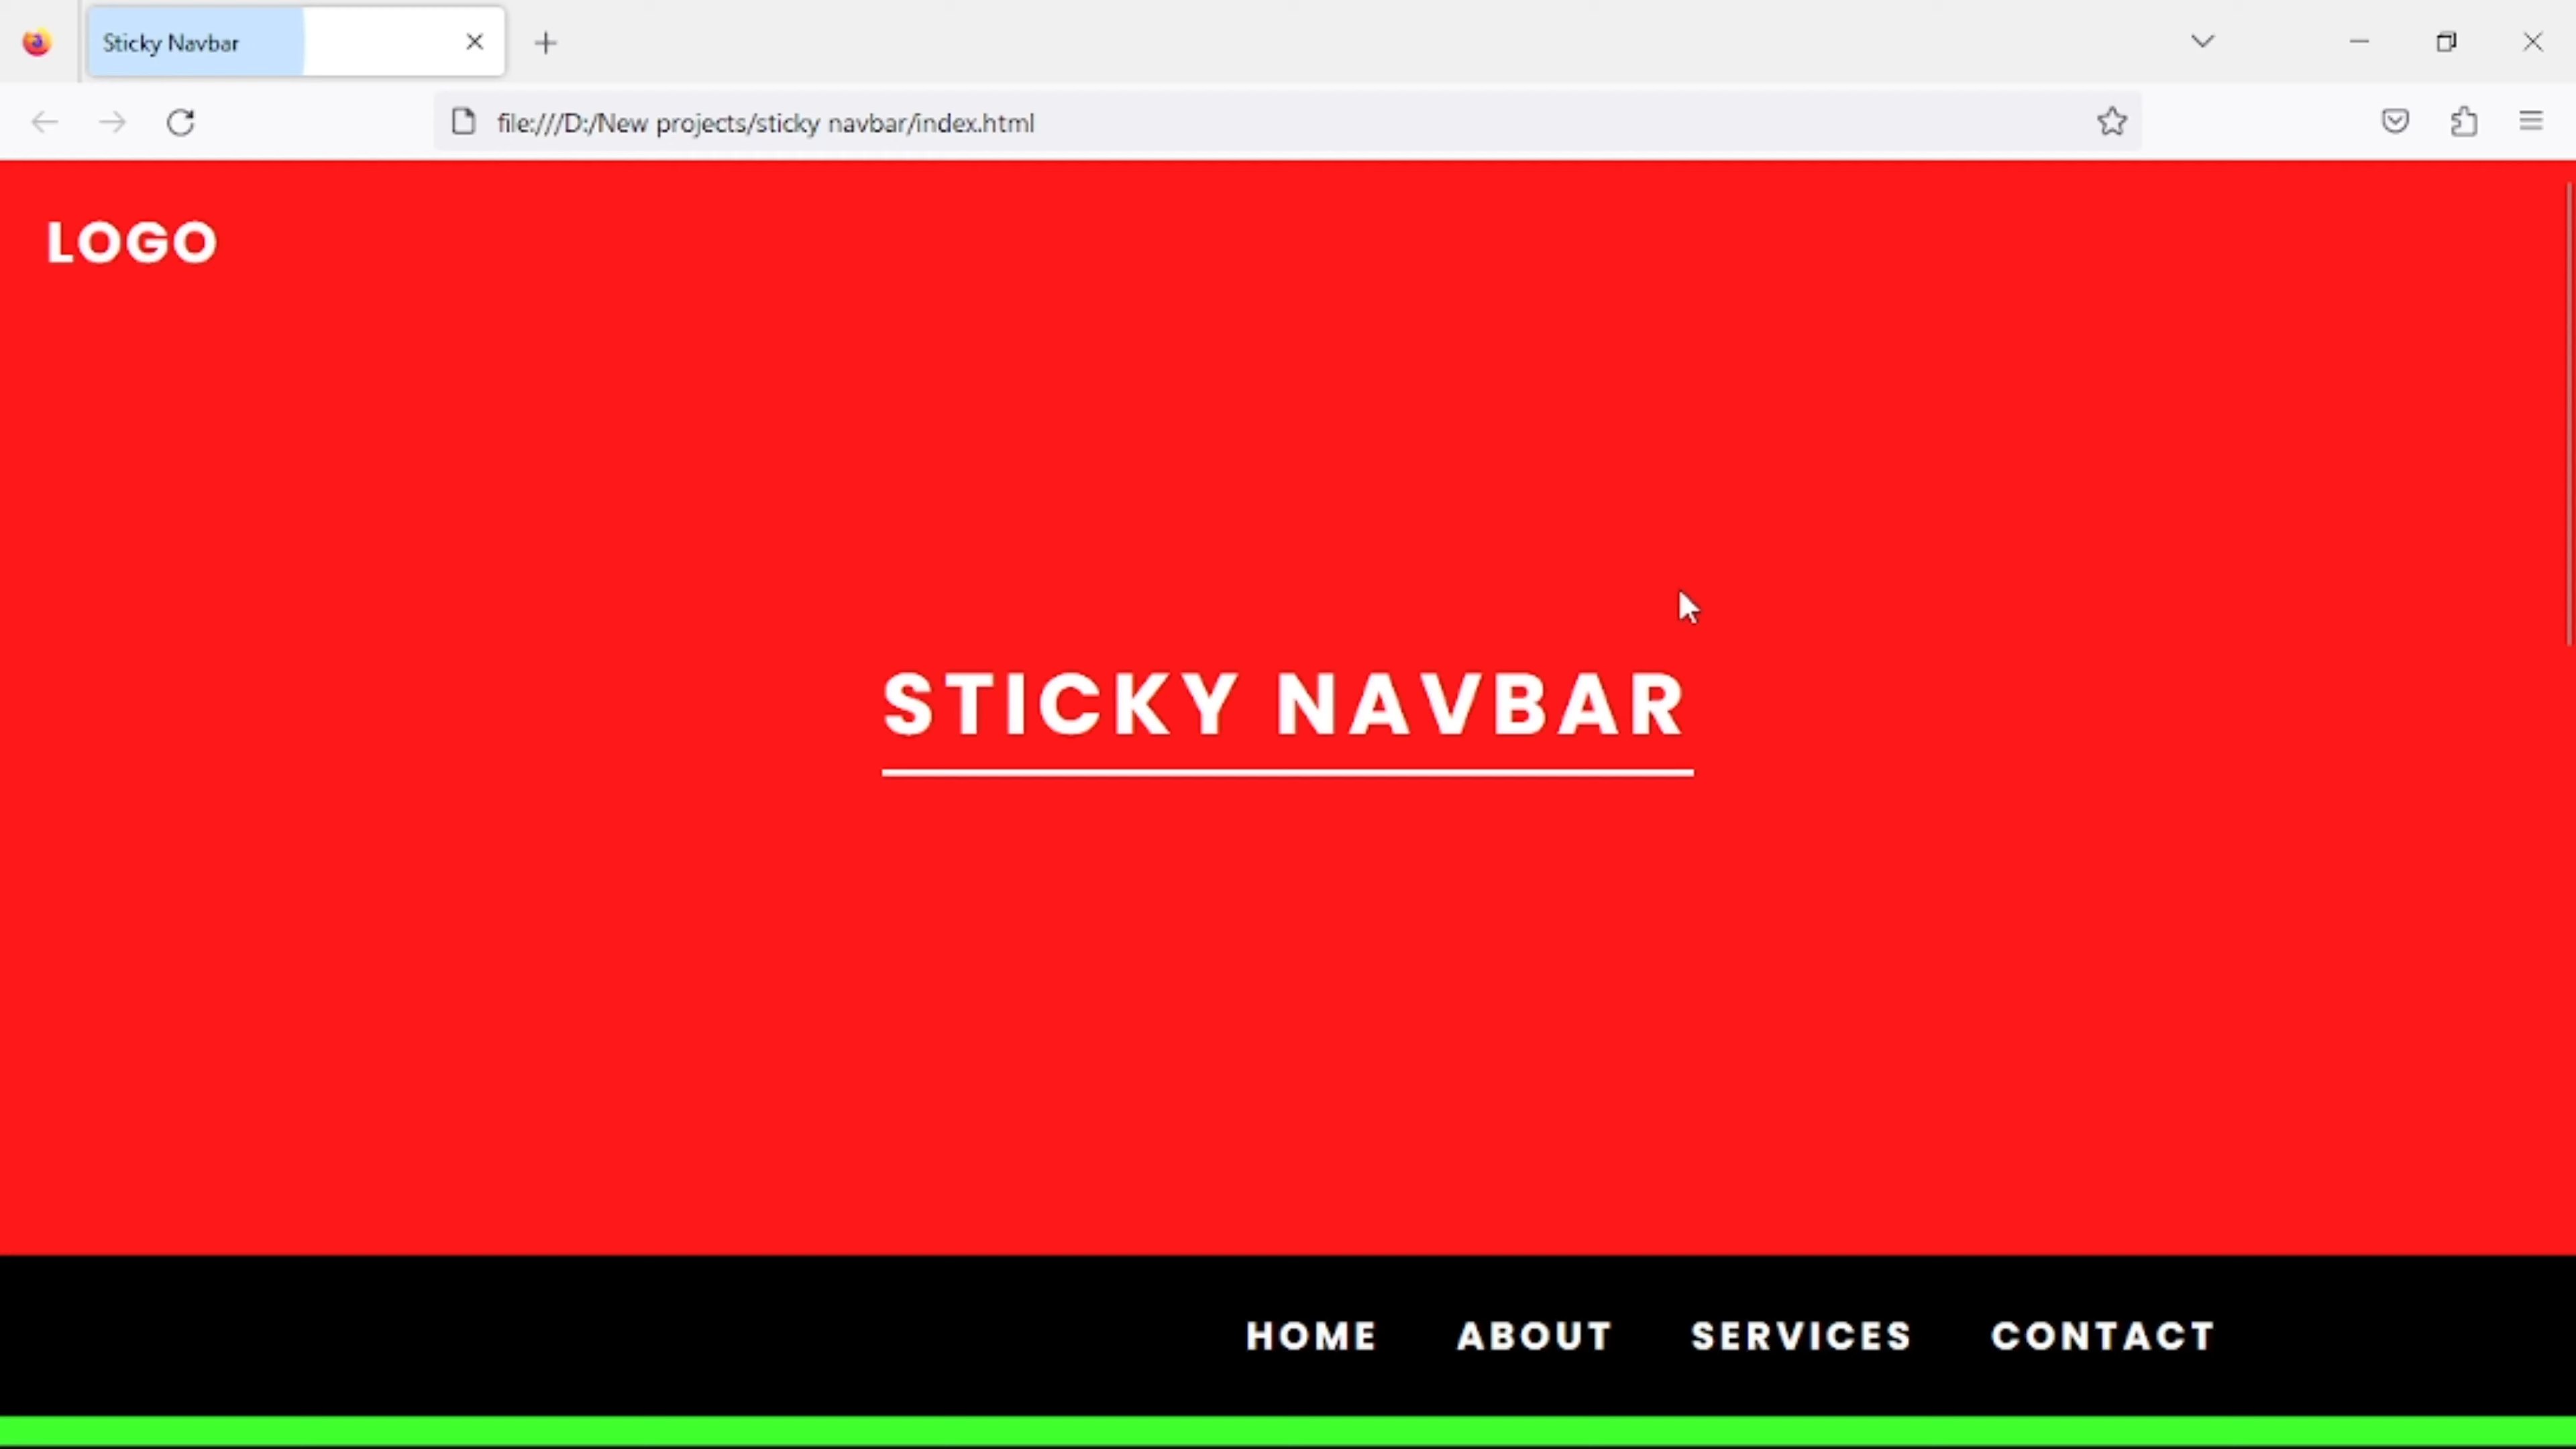 Sticky Navbar
file:///D:/New projects/sticky navbar/index.html
LOGO
STICKY NAVBAR
HOME ABOUT SERVICES CONTACT